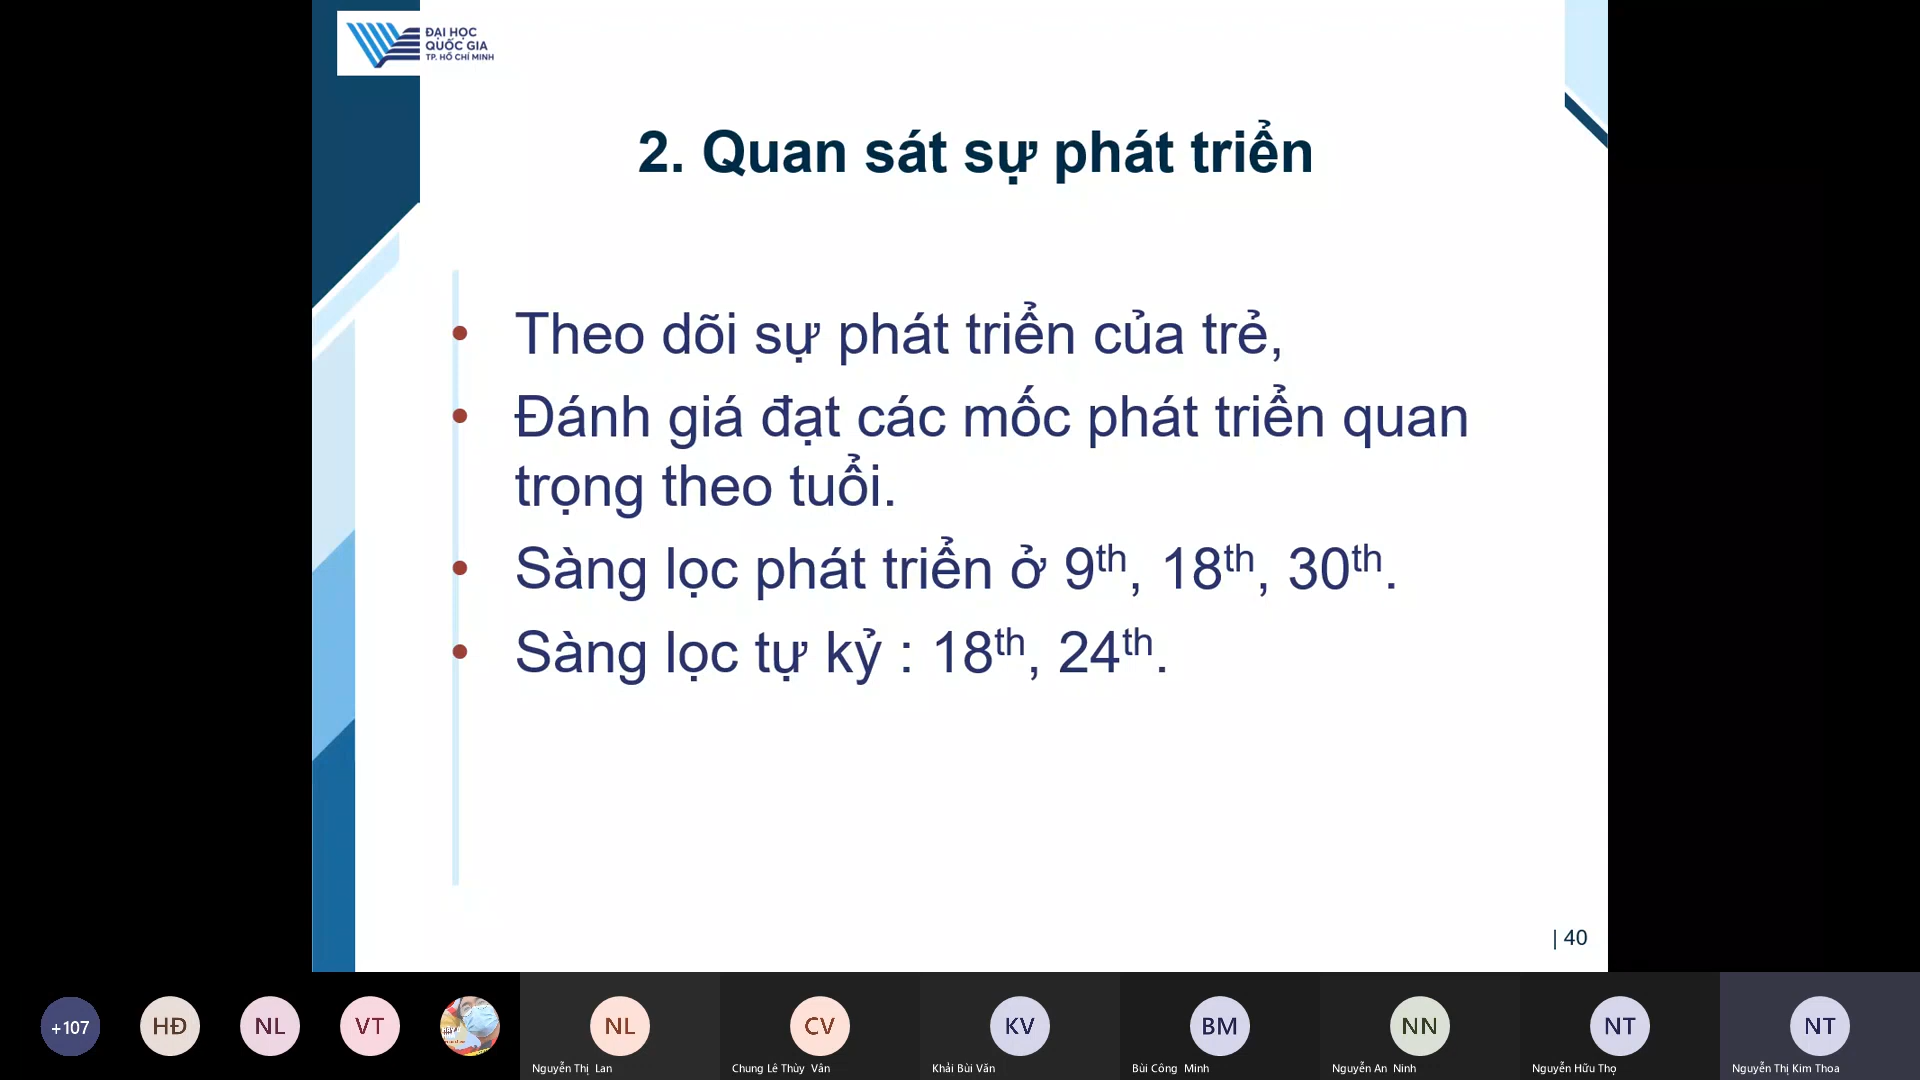 ĐẠI HỌC
QUỐC GIA
TP. HỒ CHÍ MINH
2. Quan sát sự phát triển
• Theo dõi sự phát triển của trẻ,
• Đánh giá đạt các mốc phát triển quan
trọng theo tuổi.
• Sàng lọc phát triển ở 9th, 18th, 30th.
• Sàng lọc tự kỷ : 18th, 24th.
| 40
+107
HĐ
NL
VT
NL
CV
KV
BM
NN
NT
NT
Nguyễn Thị Lan
Chung Lê Thùy Vân
Khải Bùi Văn
Bùi Công Minh
Nguyễn An Ninh
Nguyễn Hữu Thọ
Nguyễn Thị Kim Thoa